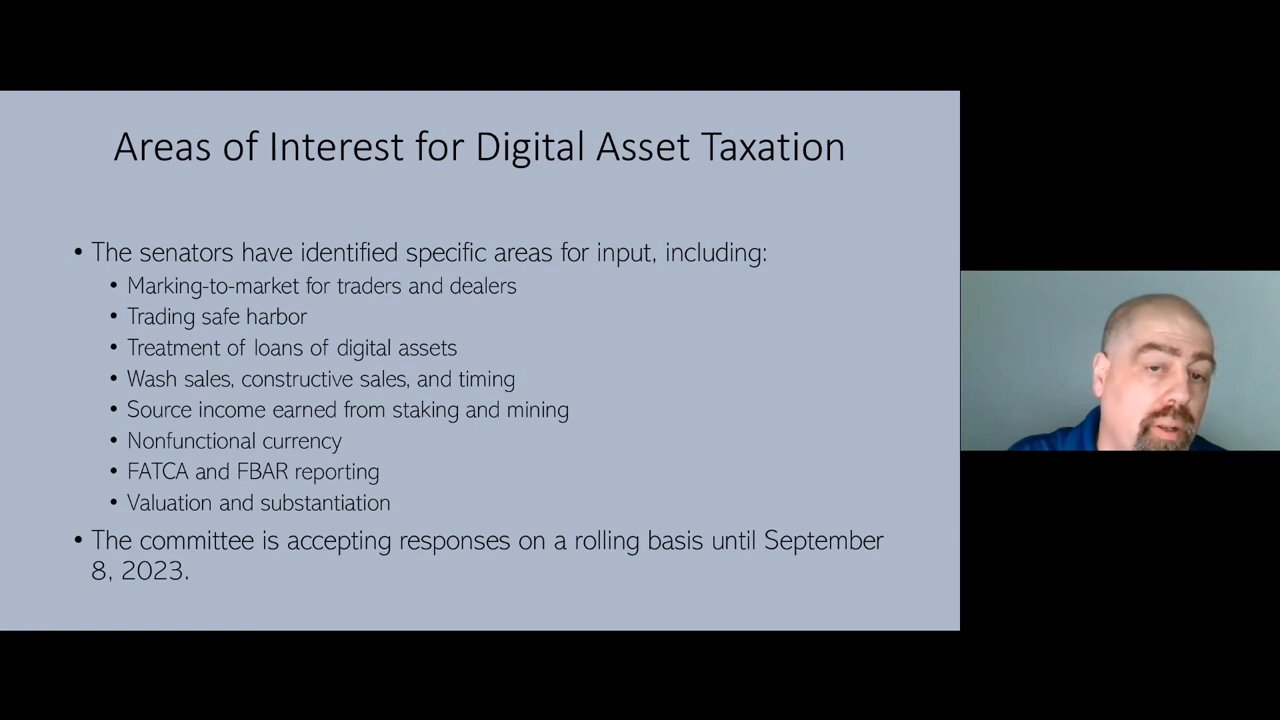 Areas of Interest for Digital Asset Taxation
• The senators have identified specific areas for input, including:
• Marking-to-market for traders and dealers
• Trading safe harbor
• Treatment of loans of digital assets
• Wash sales, constructive sales, and timing
• Source income earned from staking and mining
• Nonfunctional currency
• FATCA and FBAR reporting
• Valuation and substantiation
• The committee is accepting responses on a rolling basis until September
8, 2023.